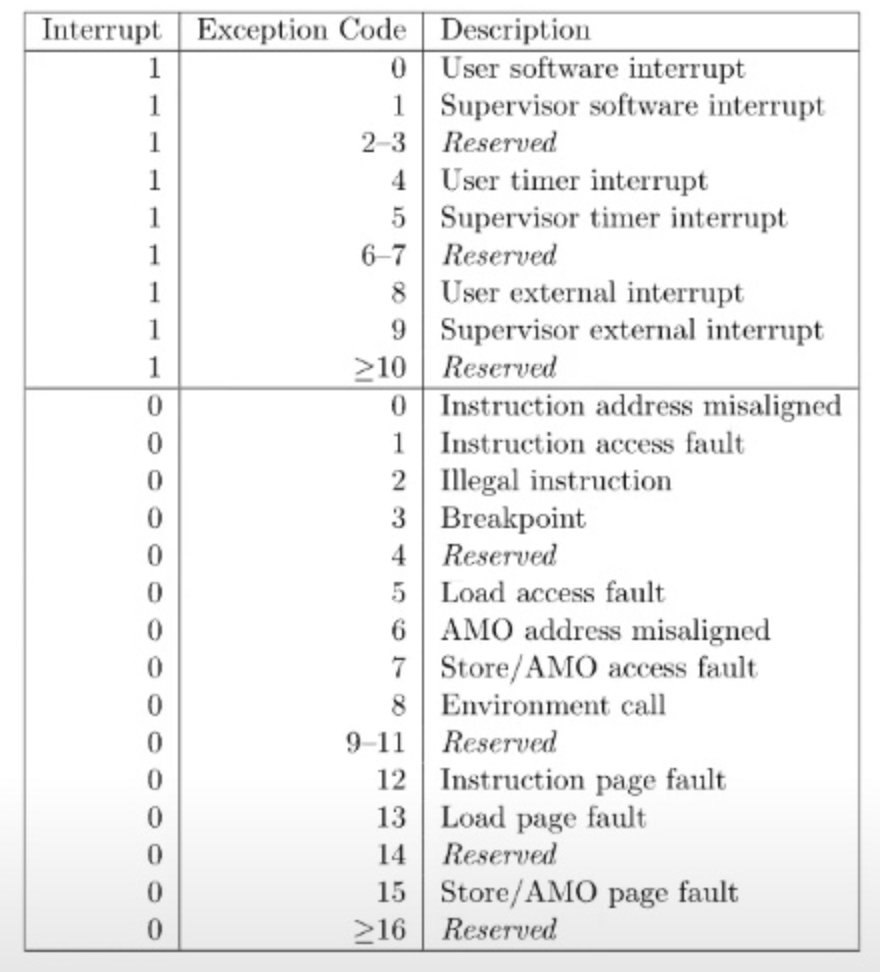 Interrupt Exception Code Description
1 0 User software interrupt
1 1 Supervisor software interrupt
1 2–3 Reserved
1 4 User timer interrupt
1 5 Supervisor timer interrupt
1 6–7 Reserved
1 8 User external interrupt
1 9 Supervisor external interrupt
1 ≥10 Reserved
0 0 Instruction address misaligned
0 1 Instruction access fault
0 2 Illegal instruction
0 3 Breakpoint
0 4 Reserved
0 5 Load access fault
0 6 AMO address misaligned
0 7 Store/AMO access fault
0 8 Environment call
0 9–11 Reserved
0 12 Instruction page fault
0 13 Load page fault
0 14 Reserved
0 15 Store/AMO page fault
0 ≥16 Reserved